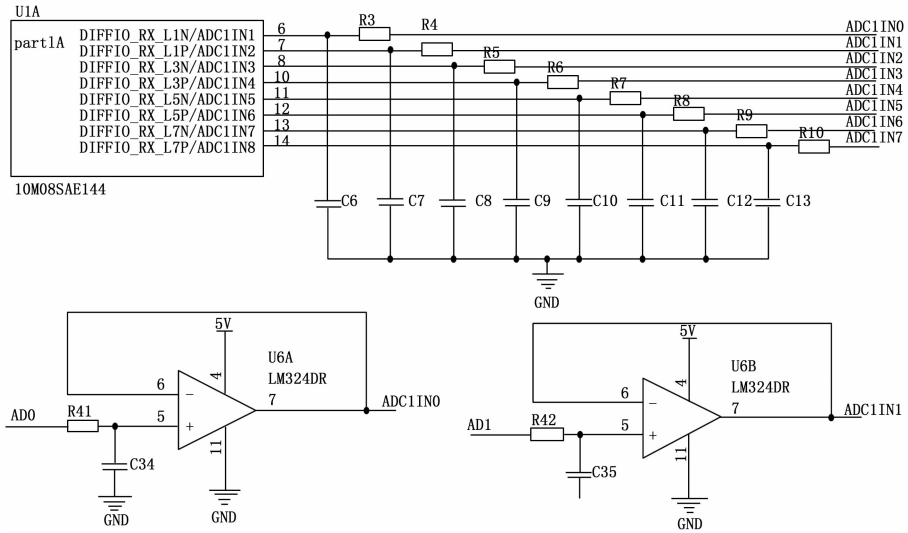 U1A
part1A
DIFFIO_RX_L1N/ADC1IN1 6 R3 ADC1IN0
DIFFIO_RX_L1P/ADC1IN2 7 R4 ADC1IN1
DIFFIO_RX_L3N/ADC1IN3 8 R5 ADC1IN2
DIFFIO_RX_L3P/ADC1IN4 10 R6 ADC1IN3
DIFFIO_RX_L5N/ADC1IN5 11 R7 ADC1IN4
DIFFIO_RX_L5P/ADC1IN6 12 R8 ADC1IN5
DIFFIO_RX_L7N/ADC1IN7 13 R9 ADC1IN6
DIFFIO_RX_L7P/ADC1IN8 14 R10 ADC1IN7
10M08SAE144
C6 C7 C8 C9 C10 C11 C12 C13
GND
5V
U6A
LM324DR
4
6
7
ADC1IN0
AD0
R41
5
11
C34
GND
GND
5V
U6B
LM324DR
4
6
7
ADC1IN1
AD1
R42
5
11
C35
GND